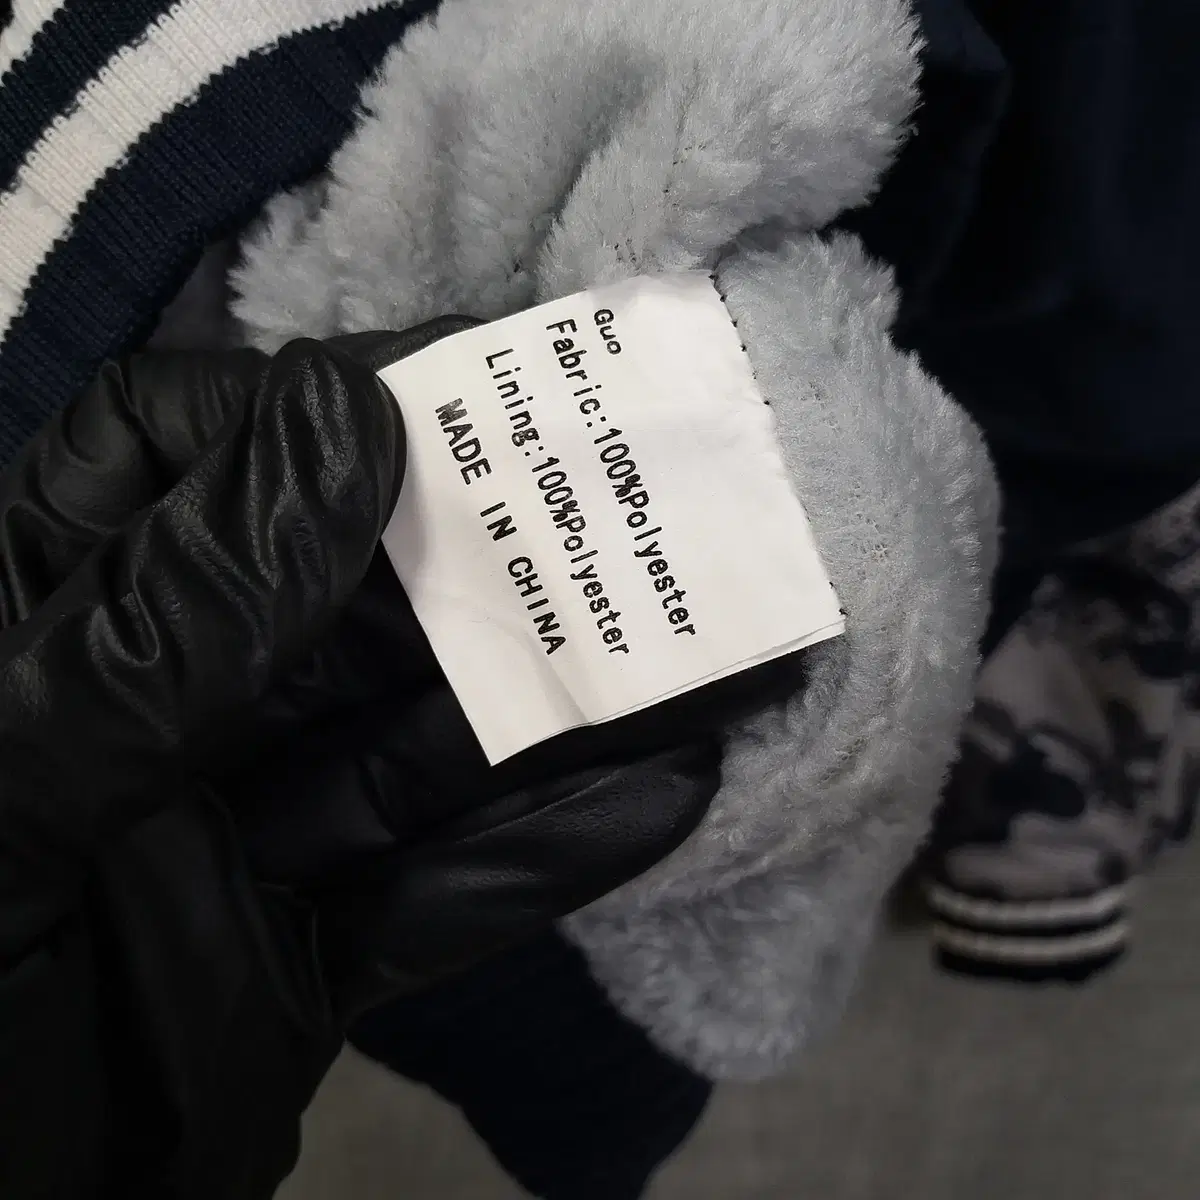 Guo
Fabric:100%Polyester
Lining:100%Polyester
MADE IN CHINA